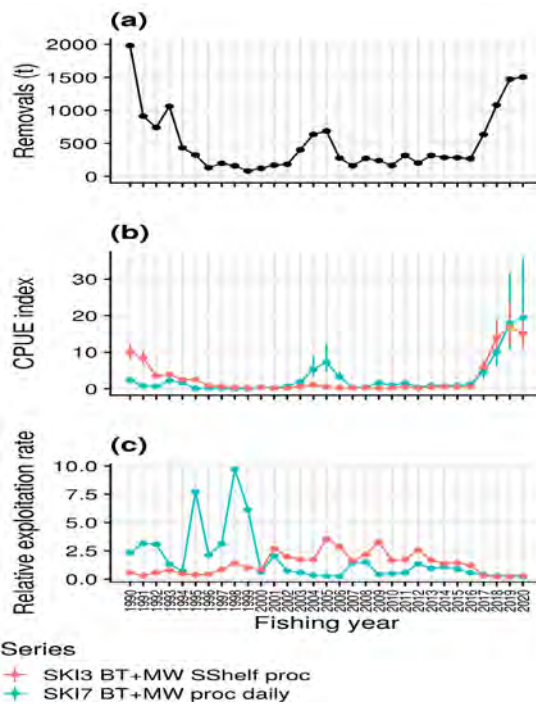 (a)
Removals (t)
2000
1500
1000
500
0
(b)
CPUE index
30
20
10
0
(c)
Relative exploitation rate
10.0
7.5
5.0
2.5
0.0
1990 1991 1992 1993 1994 1995 1996 1997 1998 1999 2000 2001 2002 2003 2004 2005 2006 2007 2008 2009 2010 2011 2012 2013 2014 2015 2016 2017 2018 2019 2020
Fishing year
Series
SKI3 BT+MW SShelf proc
SKI7 BT+MW proc daily